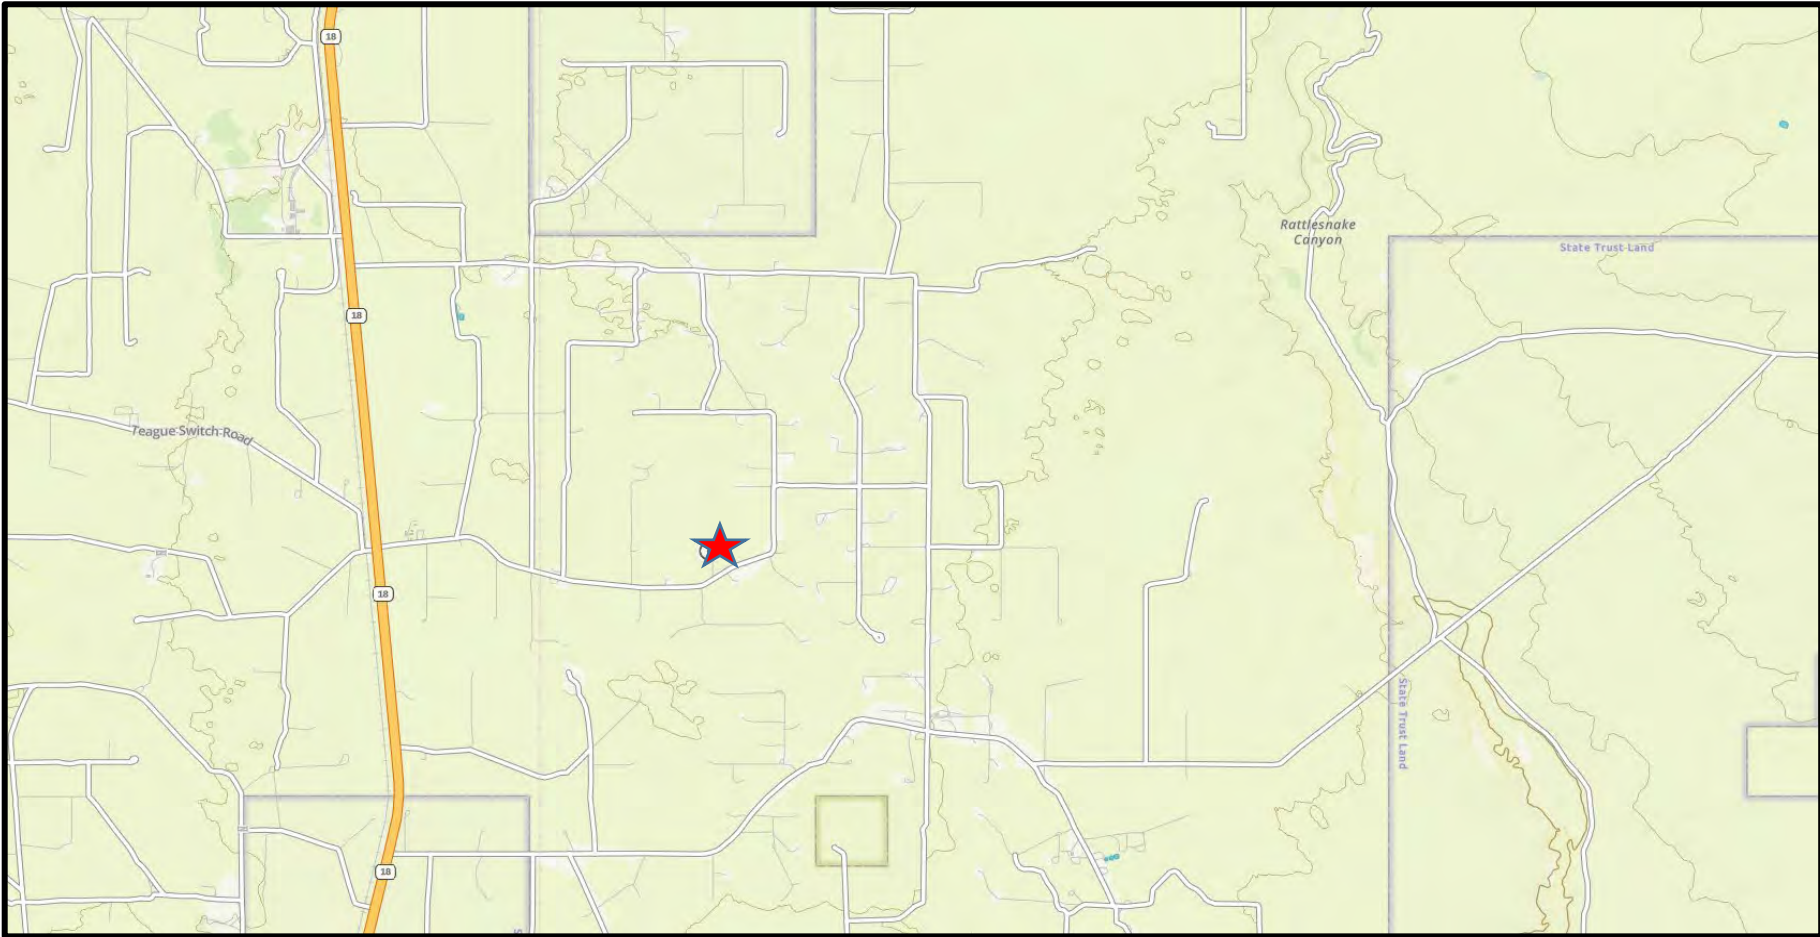 18
Rattlesnake
Canyon
State Trust Land
18
Teague Switch Road
18
State Trust Land
18